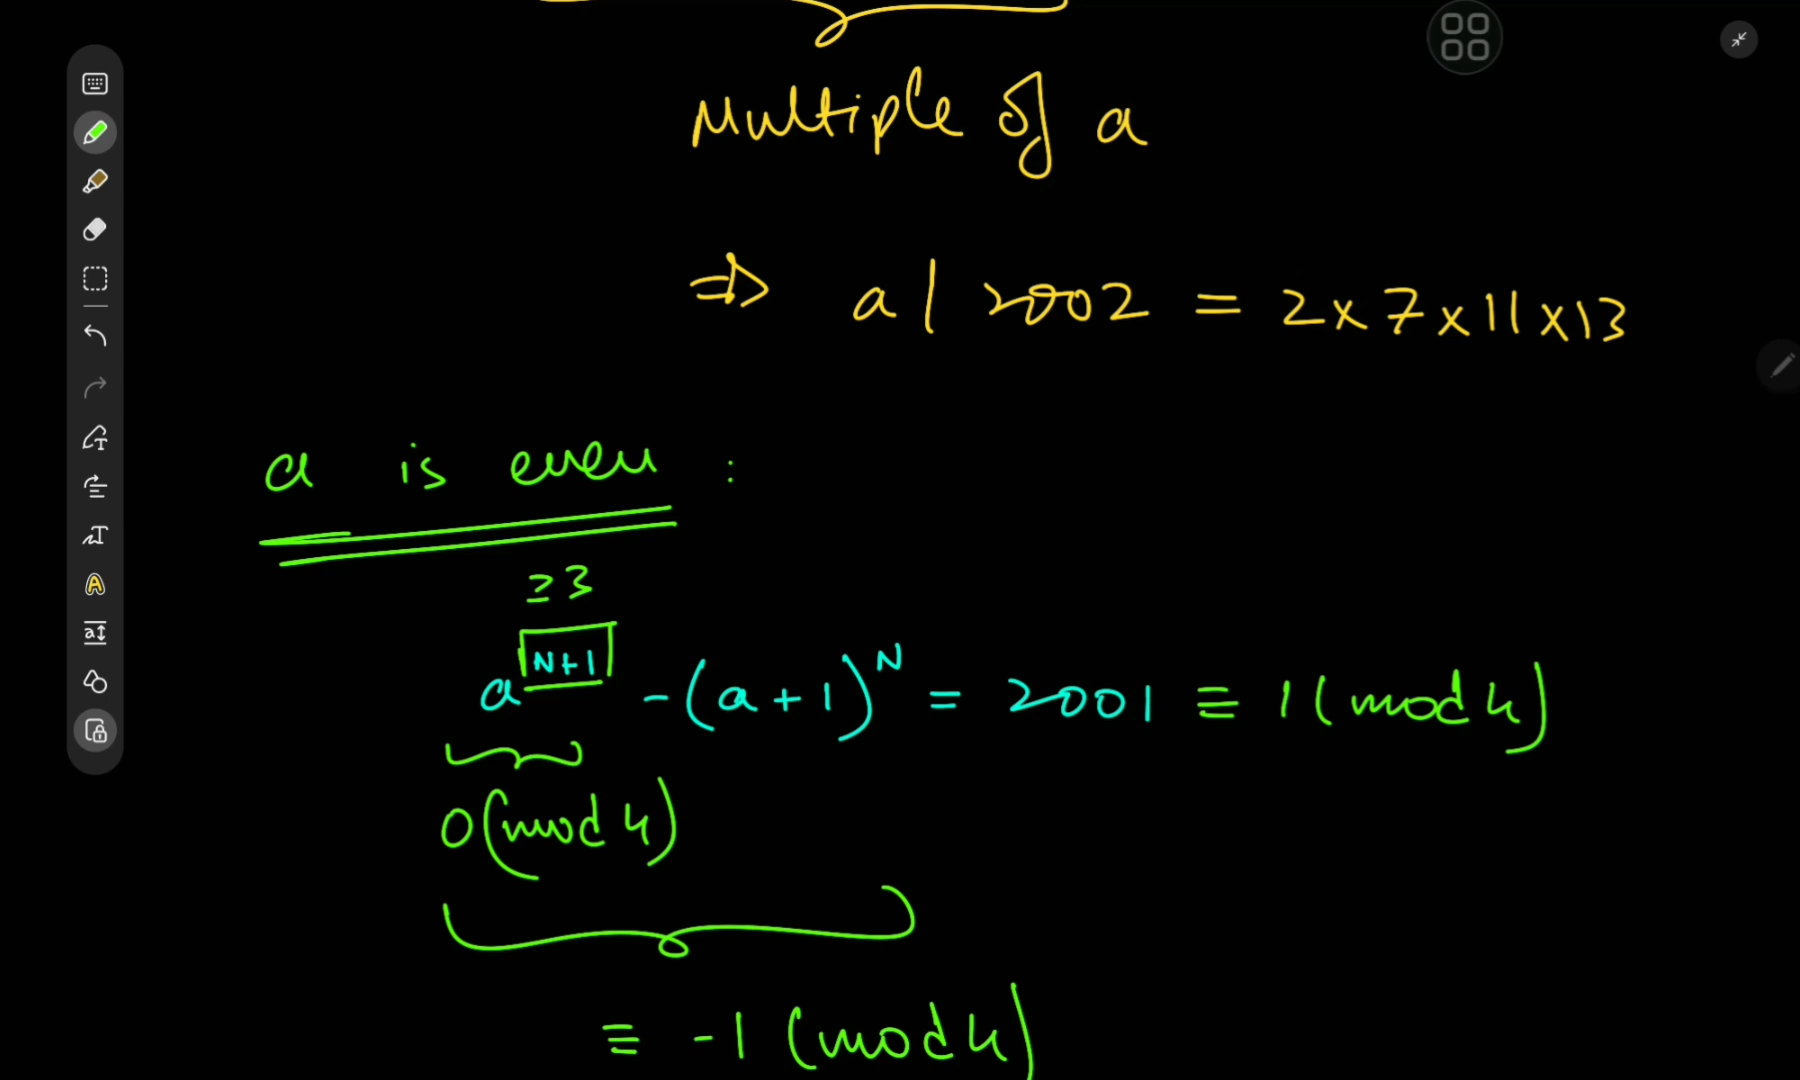 Multiple of a
⇒ a | 2002 = 2×7×11×13
a is even :
≥3
a^{N+1} - (a+1)^N = 2001 ≡ 1 (mod 4)
0 (mod 4)
≡ -1 (mod 4)